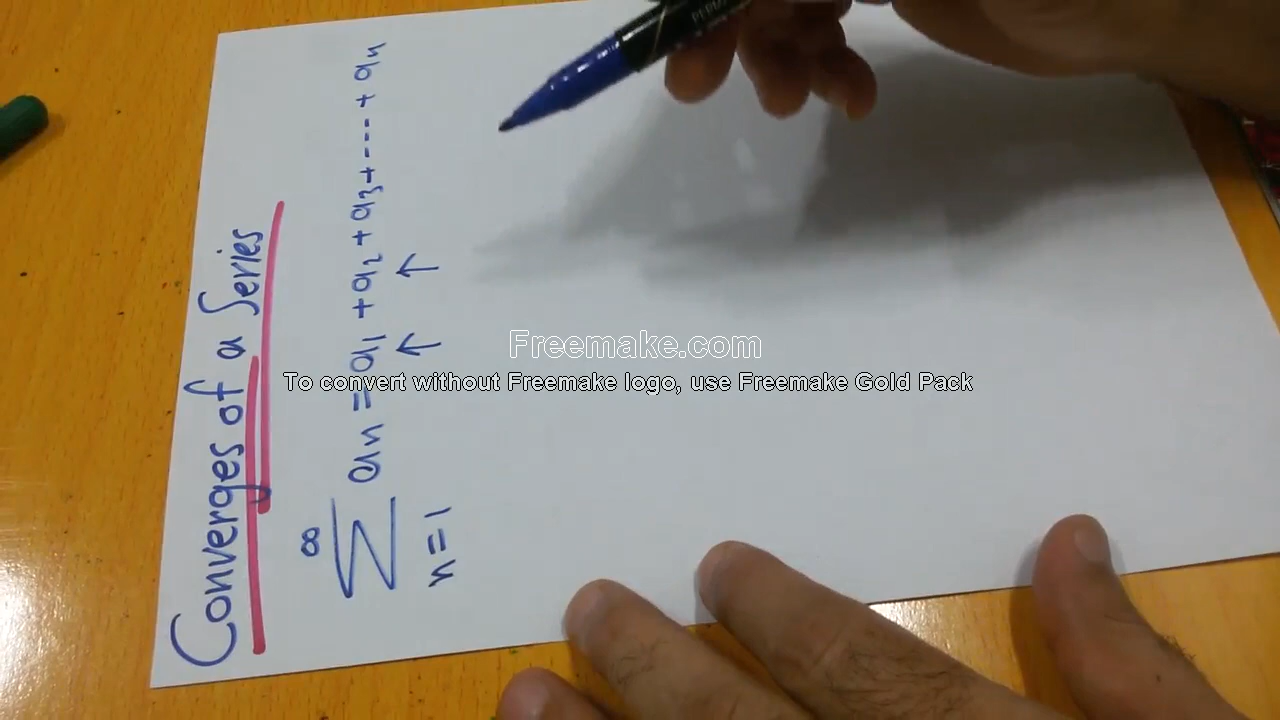 Converges of a Series
∞
∑ an = a1 + a2 + a3 + ---- + an
n=1
↑ ↑
PERMA
Freemake.com
To convert without Freemake logo, use Freemake Gold Pack